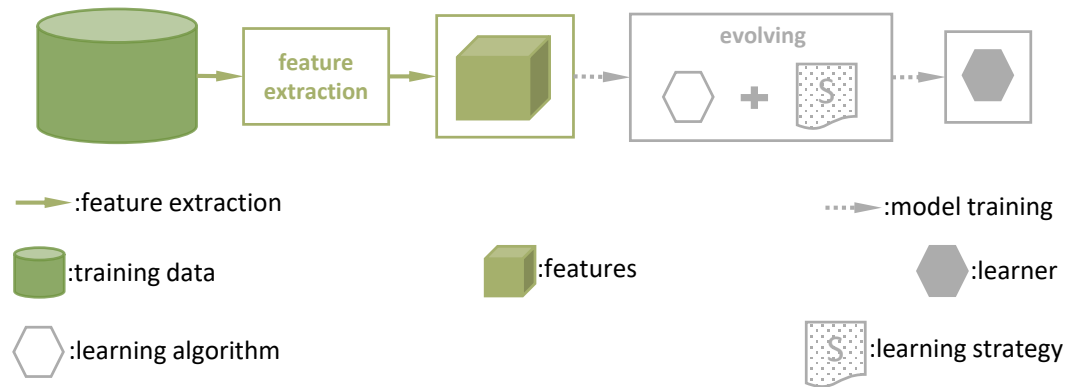 feature
extraction
evolving
S
:feature extraction
:model training
:training data
:features
:learner
:learning algorithm
S
:learning strategy